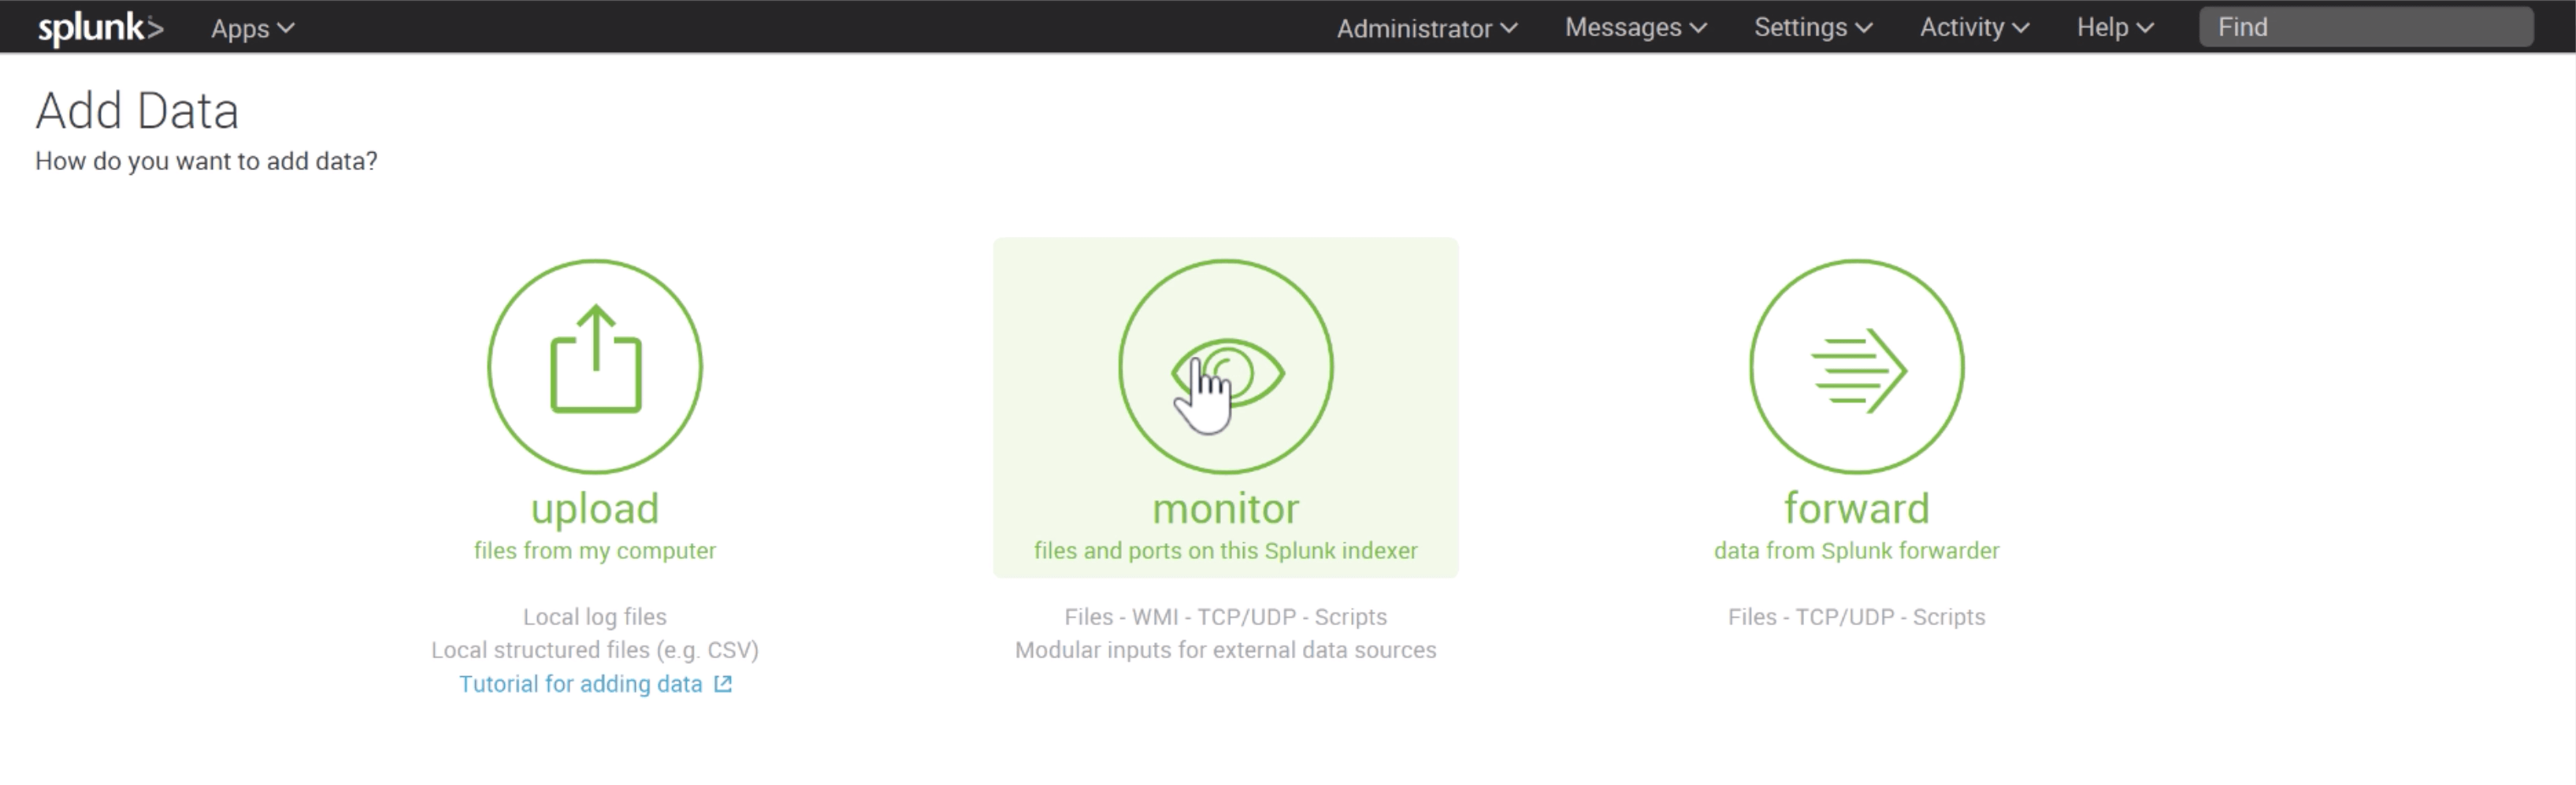 splunk> Apps Administrator Messages Settings Activity Help Find
Add Data
How do you want to add data?
upload
files from my computer
Local log files
Local structured files (e.g. CSV)
Tutorial for adding data
monitor
files and ports on this Splunk indexer
Files - WMI - TCP/UDP - Scripts
Modular inputs for external data sources
forward
data from Splunk forwarder
Files - TCP/UDP - Scripts